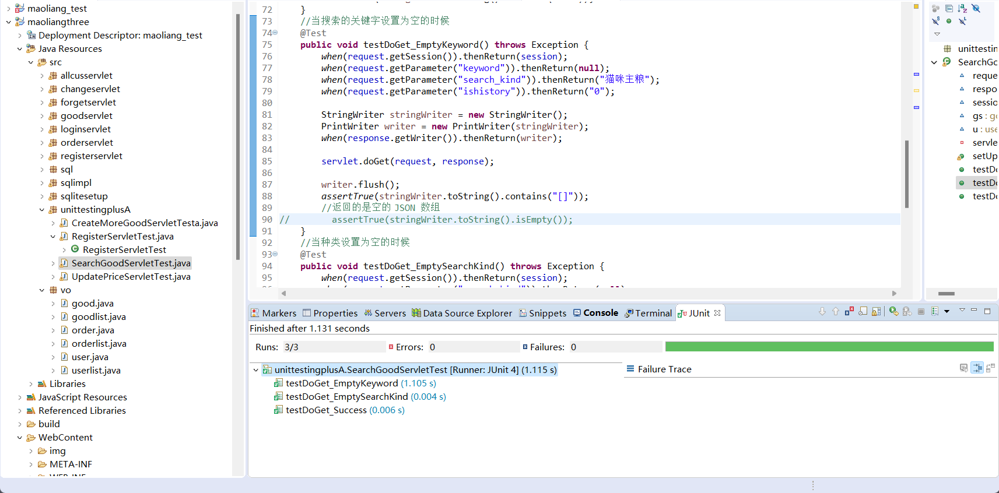 maoliang_test
maoliangthree
Deployment Descriptor: maoliang_test
Java Resources
src
allcusservlet
changeservlet
forgetservlet
goodservlet
loginservlet
orderservlet
registerservlet
sql
sqlimpl
sqlitesetup
unittestingplusA
CreateMoreGoodServletTesta.java
RegisterServletTest.java
RegisterServletTest
SearchGoodServletTest.java
UpdatePriceServletTest.java
vo
good.java
goodlist.java
order.java
orderlist.java
user.java
userlist.java
Libraries
JavaScript Resources
Referenced Libraries
build
WebContent
img
META-INF
WEB-INF
72 }
73 //当搜索的关键字设置为空的时候
74 @Test
75 public void testDoGet_EmptyKeyword() throws Exception {
76 when(request.getSession()).thenReturn(session);
77 when(request.getParameter("keyword")).thenReturn(null);
78 when(request.getParameter("search_kind")).thenReturn("猫咪主粮");
79 when(request.getParameter("ishistory")).thenReturn("0");
80
81 StringWriter stringWriter = new StringWriter();
82 PrintWriter writer = new PrintWriter(stringWriter);
83 when(response.getWriter()).thenReturn(writer);
84
85 servlet.doGet(request, response);
86
87 writer.flush();
88 assertTrue(stringWriter.toString().contains("[]"));
89 //返回的是空的 JSON 数组
90 // assertTrue(stringWriter.toString().isEmpty());
91 }
92 //当种类设置为空的时候
93 @Test
94 public void testDoGet_EmptySearchKind() throws Exception {
95 when(request.getSession()).thenReturn(session);
unittestin
SearchGo
reque
respo
sessio
gs : go
u : use
servle
setUp
testDo
testDo
testDo
Markers Properties Servers Data Source Explorer Snippets Console Terminal JUnit
Finished after 1.131 seconds
Runs: 3/3 Errors: 0 Failures: 0
unittestingplusA.SearchGoodServletTest [Runner: JUnit 4] (1.115 s)
testDoGet_EmptyKeyword (1.105 s)
testDoGet_EmptySearchKind (0.004 s)
testDoGet_Success (0.006 s)
Failure Trace